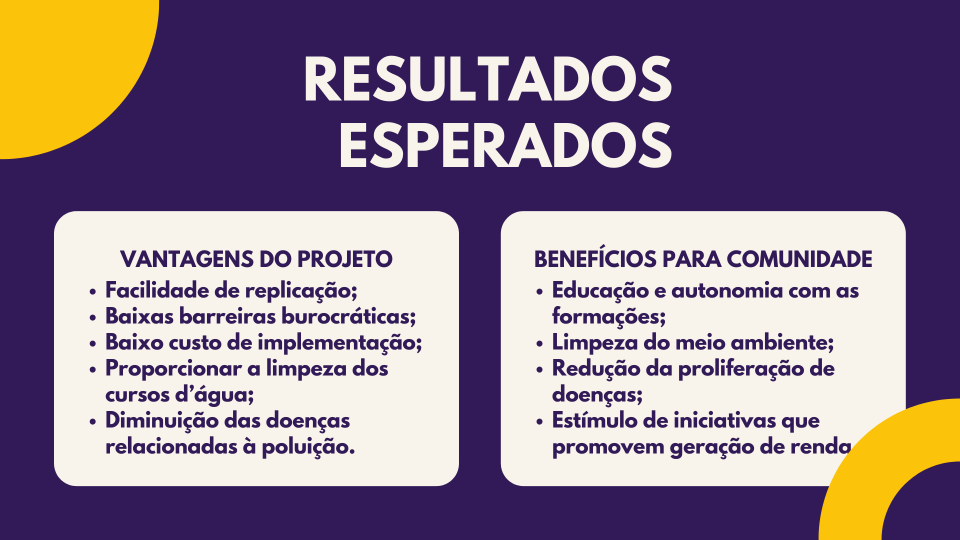 RESULTADOS
ESPERADOS
VANTAGENS DO PROJETO
• Facilidade de replicação;
• Baixas barreiras burocráticas;
• Baixo custo de implementação;
• Proporcionar a limpeza dos
cursos d’água;
• Diminuição das doenças
relacionadas à poluição.
BENEFÍCIOS PARA COMUNIDADE
• Educação e autonomia com as
formações;
• Limpeza do meio ambiente;
• Redução da proliferação de
doenças;
• Estímulo de iniciativas que
promovem geração de renda